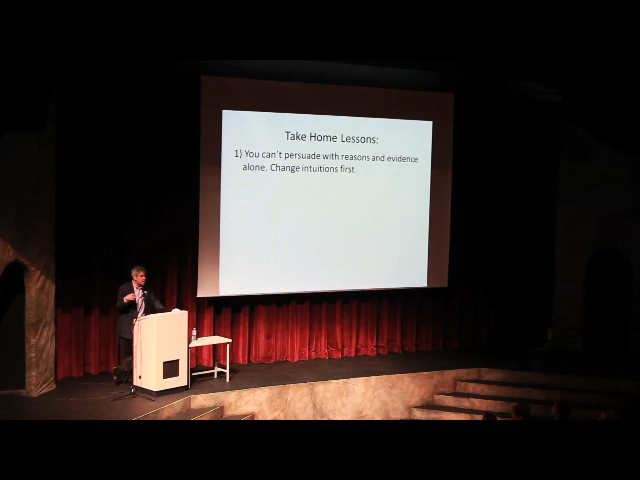 Take Home Lessons:
1) You can't persuade with reasons and evidence
alone. Change intuitions first.